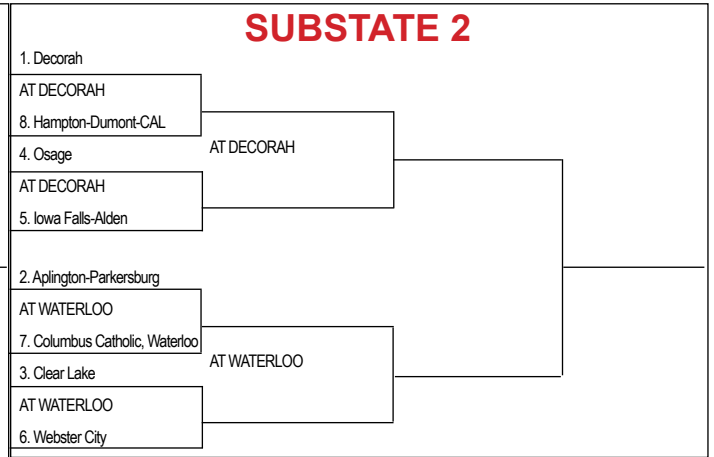 SUBSTATE 2
1. Decorah
AT DECORAH
8. Hampton-Dumont-CAL
AT DECORAH
4. Osage
AT DECORAH
5. Iowa Falls-Alden
2. Aplington-Parkersburg
AT WATERLOO
7. Columbus Catholic, Waterloo
AT WATERLOO
3. Clear Lake
AT WATERLOO
6. Webster City